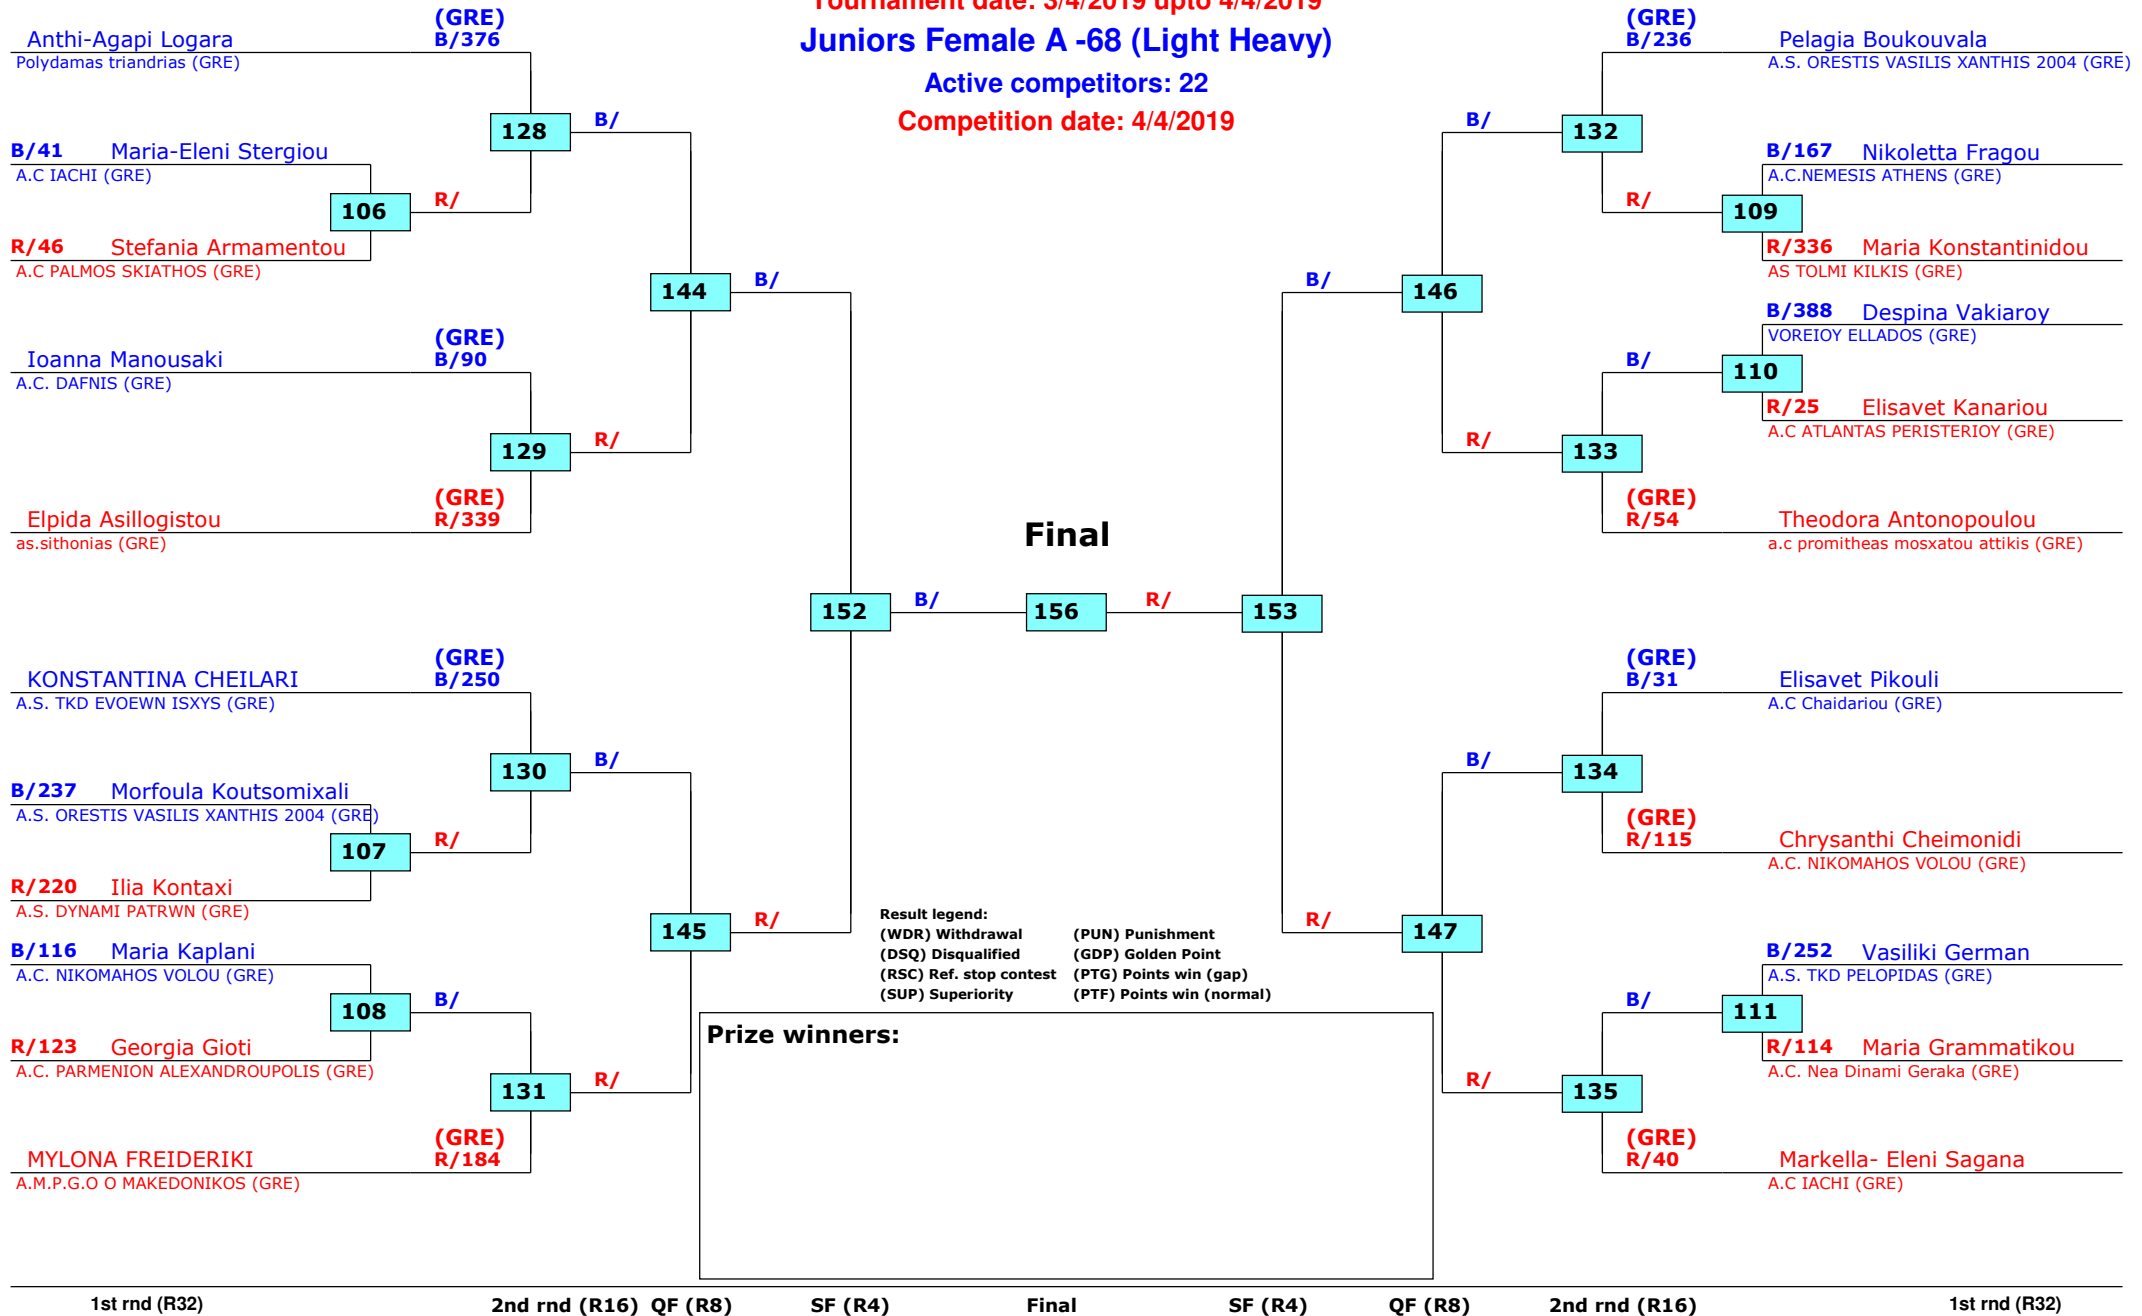 Tournament date: 3/4/2019 upto 4/4/2019
Juniors Female A -68 (Light Heavy)
Active competitors: 22
Competition date: 4/4/2019
(GRE)
Anthi-Agapi Logara B/376
Polydamas triandrias (GRE)
128
B/
B/41 Maria-Eleni Stergiou
A.C IACHI (GRE)
106
R/
R/46 Stefania Armamentou
A.C PALMOS SKIATHOS (GRE)
144
B/
(GRE)
Ioanna Manousaki B/90
A.C. DAFNIS (GRE)
129
R/
(GRE)
Elpida Asillogistou R/339
as.sithonias (GRE)
152
B/
(GRE)
KONSTANTINA CHEILARI B/250
A.S. TKD EVOEWN ISXYS (GRE)
130
B/
B/237 Morfoula Koutsomixali
A.S. ORESTIS VASILIS XANTHIS 2004 (GRE)
107
R/
R/220 Ilia Kontaxi
A.S. DYNAMI PATRWN (GRE)
145
R/
B/116 Maria Kaplani
A.C. NIKOMAHOS VOLOU (GRE)
108
B/
R/123 Georgia Gioti
A.C. PARMENION ALEXANDROUPOLIS (GRE)
131
R/
(GRE)
MYLONA FREIDERIKI R/184
A.M.P.G.O O MAKEDONIKOS (GRE)
Final
156
R/
153
(GRE)
B/236 Pelagia Boukouvala
A.S. ORESTIS VASILIS XANTHIS 2004 (GRE)
B/
132
B/167 Nikoletta Fragou
A.C.NEMESIS ATHENS (GRE)
R/
109
R/336 Maria Konstantinidou
AS TOLMI KILKIS (GRE)
B/
146
B/388 Despina Vakiaroy
VOREIOY ELLADOS (GRE)
B/
110
R/25 Elisavet Kanariou
A.C ATLANTAS PERISTERIOY (GRE)
R/
133
(GRE)
R/54 Theodora Antonopoulou
a.c promitheas mosxatou attikis (GRE)
(GRE)
B/31 Elisavet Pikouli
A.C Chaidariou (GRE)
B/
134
(GRE)
R/115 Chrysanthi Cheimonidi
A.C. NIKOMAHOS VOLOU (GRE)
R/
147
B/252 Vasiliki German
A.S. TKD PELOPIDAS (GRE)
B/
111
R/114 Maria Grammatikou
A.C. Nea Dinami Geraka (GRE)
R/
135
(GRE)
R/40 Markella- Eleni Sagana
A.C IACHI (GRE)
Result legend:
(WDR) Withdrawal (PUN) Punishment
(DSQ) Disqualified (GDP) Golden Point
(RSC) Ref. stop contest (PTG) Points win (gap)
(SUP) Superiority (PTF) Points win (normal)
Prize winners:
1st rnd (R32) 2nd rnd (R16) QF (R8) SF (R4) Final SF (R4) QF (R8) 2nd rnd (R16) 1st rnd (R32)